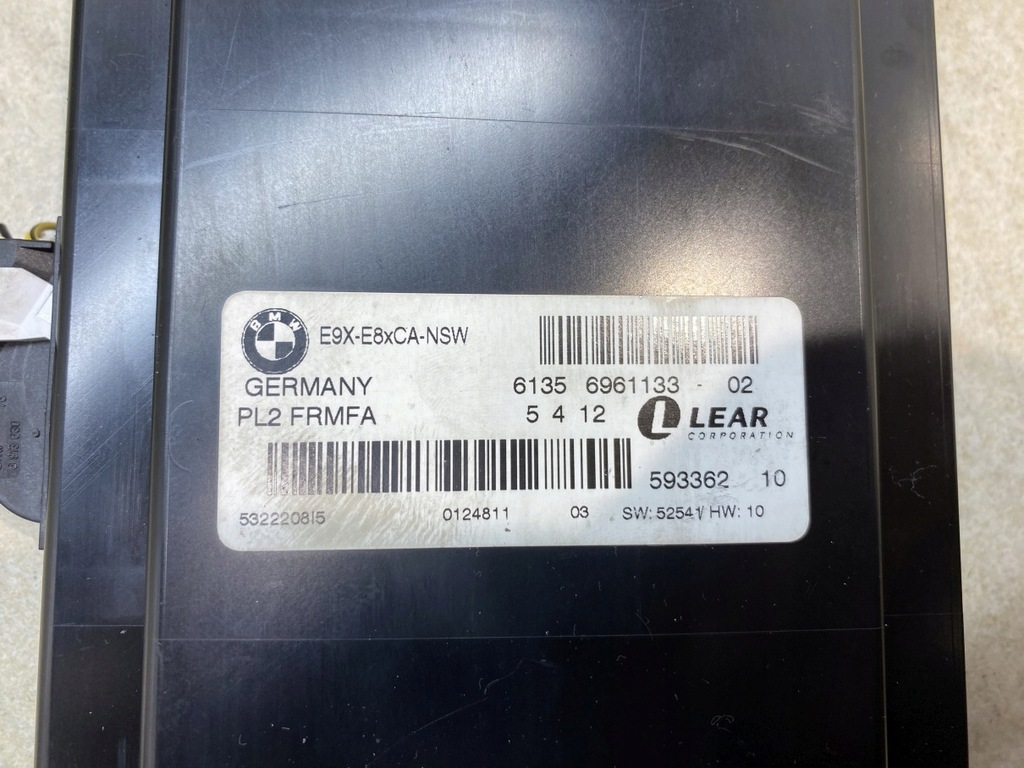 BMW
E9X-E8xCA-NSW
GERMANY
6135 6961133 - 02
PL2 FRMFA
5 4 12
L LEAR
CORPORATION
593362 10
532220815
0124811
03
SW: 52541/ HW: 10